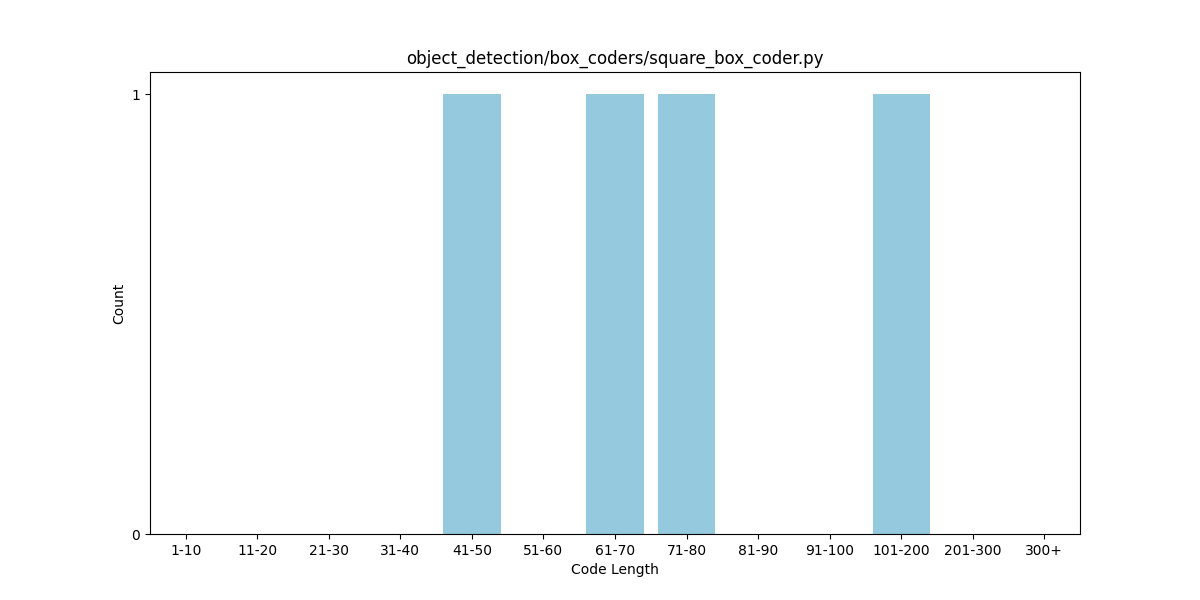 object_detection/box_coders/square_box_coder.py
1
Count
0
1-10 11-20 21-30 31-40 41-50 51-60 61-70 71-80 81-90 91-100 101-200 201-300 300+
Code Length